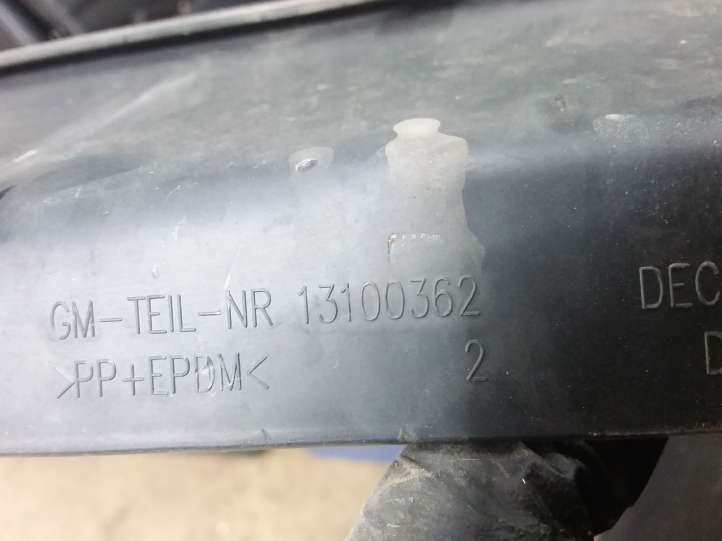 GM-TEIL-NR 13100362 DEC
>PP+EPDM< 2 D